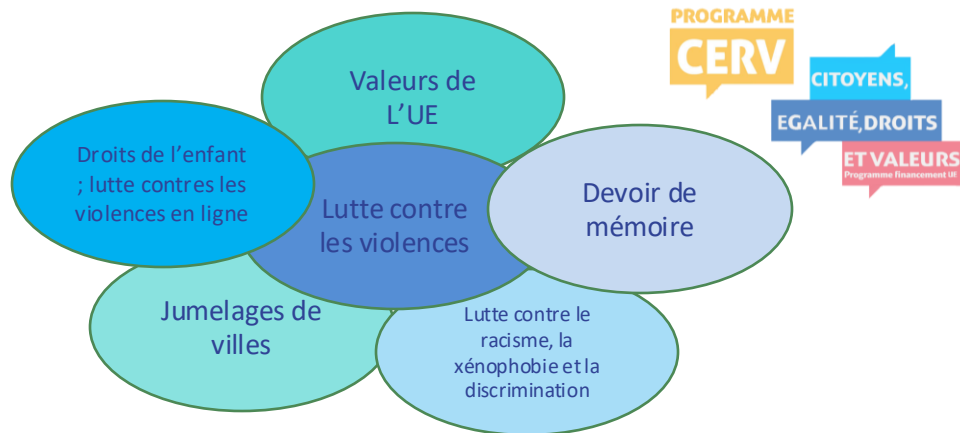 PROGRAMME
CERV
CITOYENS,
EGALITÉ,DROITS
ET VALEURS
Programme financement UE
Valeurs de
L’UE
Droits de l’enfant
; lutte contres les
violences en ligne
Lutte contre
les violences
Devoir de
mémoire
Jumelages de
villes
Lutte contre le
racisme, la
xénophobie et la
discrimination